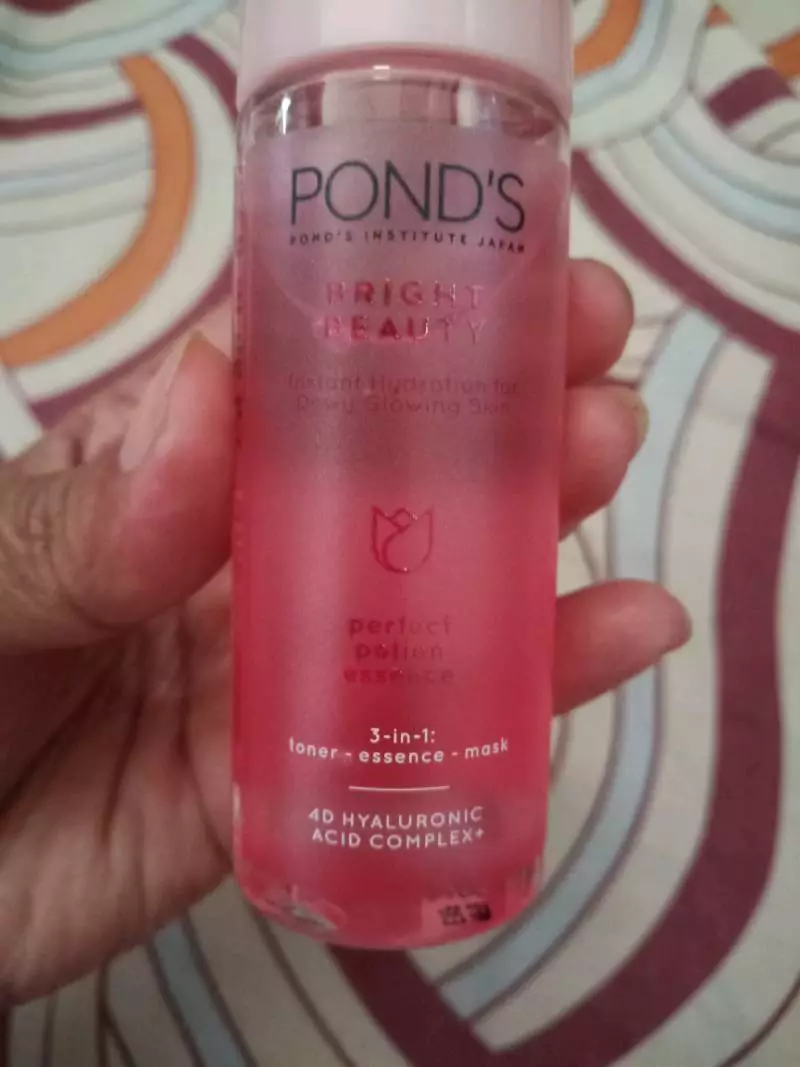 POND'S
POND'S INSTITUTE JAPAN
BRIGHT
BEAUTY
Instant Hydration for
Dewy Glowing Skin
perfect
potion
essence
3-in-1:
toner - essence - mask
4D HYALURONIC
ACID COMPLEX+